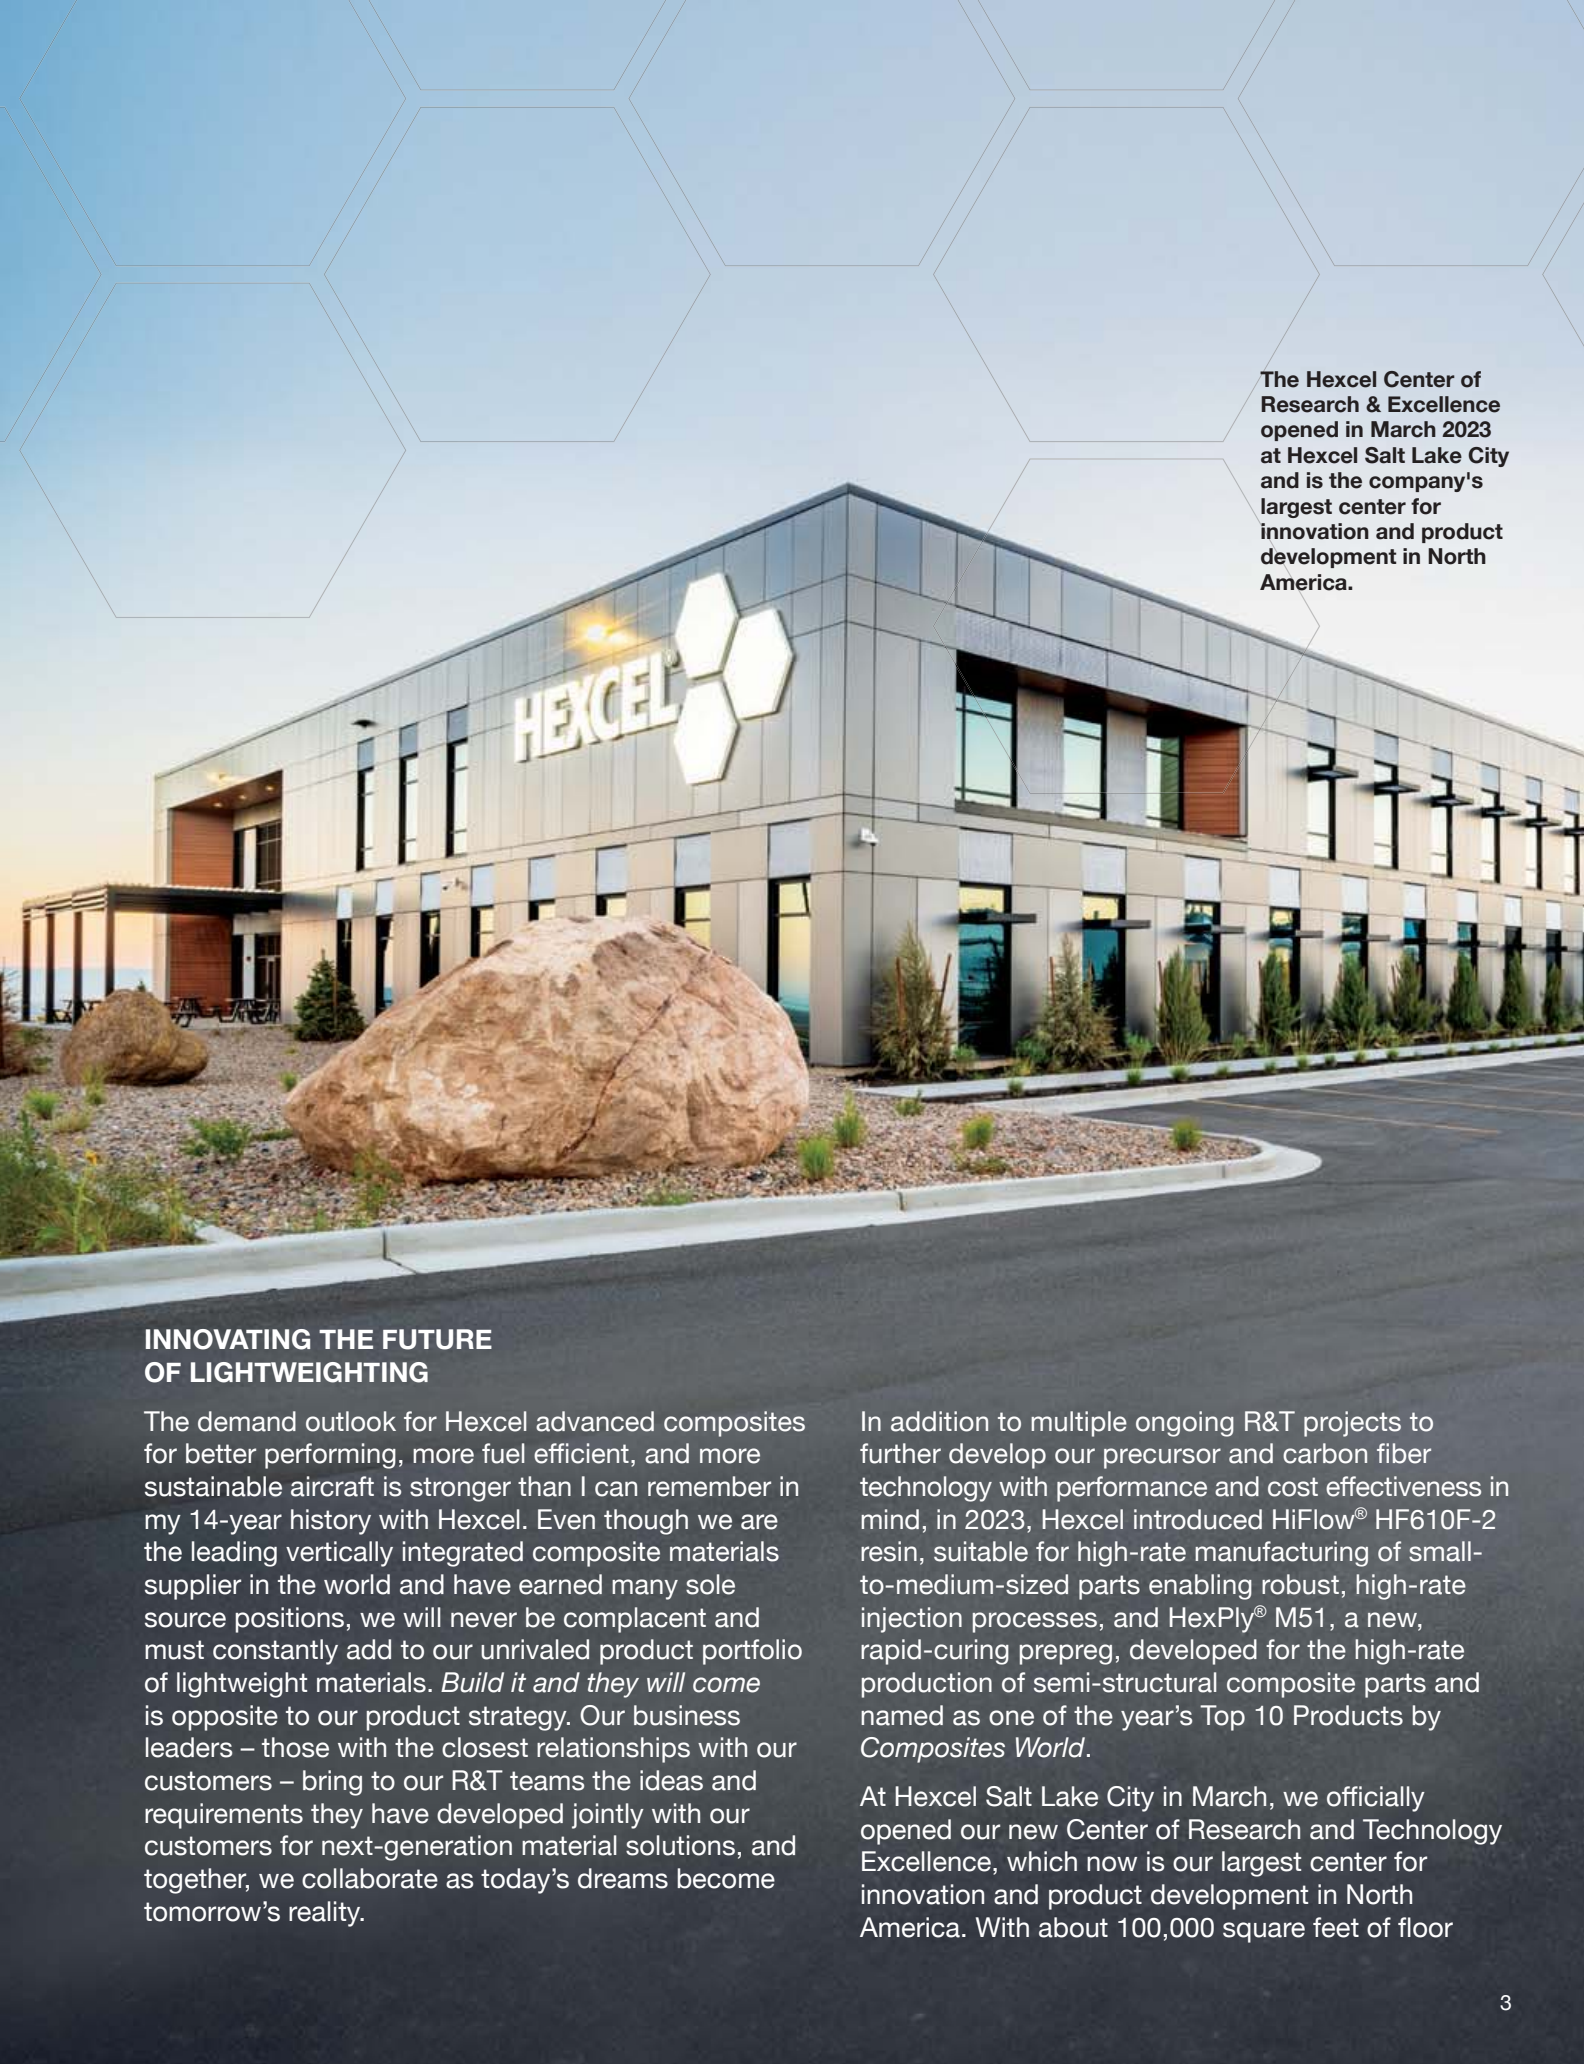 The Hexcel Center of
Research & Excellence
opened in March 2023
at Hexcel Salt Lake City
and is the company's
largest center for
innovation and product
development in North
America.
HEXCEL®
INNOVATING THE FUTURE
OF LIGHTWEIGHTING
The demand outlook for Hexcel advanced composites
for better performing, more fuel efficient, and more
sustainable aircraft is stronger than I can remember in
my 14-year history with Hexcel. Even though we are
the leading vertically integrated composite materials
supplier in the world and have earned many sole
source positions, we will never be complacent and
must constantly add to our unrivaled product portfolio
of lightweight materials. Build it and they will come
is opposite to our product strategy. Our business
leaders – those with the closest relationships with our
customers – bring to our R&T teams the ideas and
requirements they have developed jointly with our
customers for next-generation material solutions, and
together, we collaborate as today’s dreams become
tomorrow’s reality.
In addition to multiple ongoing R&T projects to
further develop our precursor and carbon fiber
technology with performance and cost effectiveness in
mind, in 2023, Hexcel introduced HiFlow® HF610F-2
resin, suitable for high-rate manufacturing of small-
to-medium-sized parts enabling robust, high-rate
injection processes, and HexPly® M51, a new,
rapid-curing prepreg, developed for the high-rate
production of semi-structural composite parts and
named as one of the year’s Top 10 Products by
Composites World.
At Hexcel Salt Lake City in March, we officially
opened our new Center of Research and Technology
Excellence, which now is our largest center for
innovation and product development in North
America. With about 100,000 square feet of floor
3